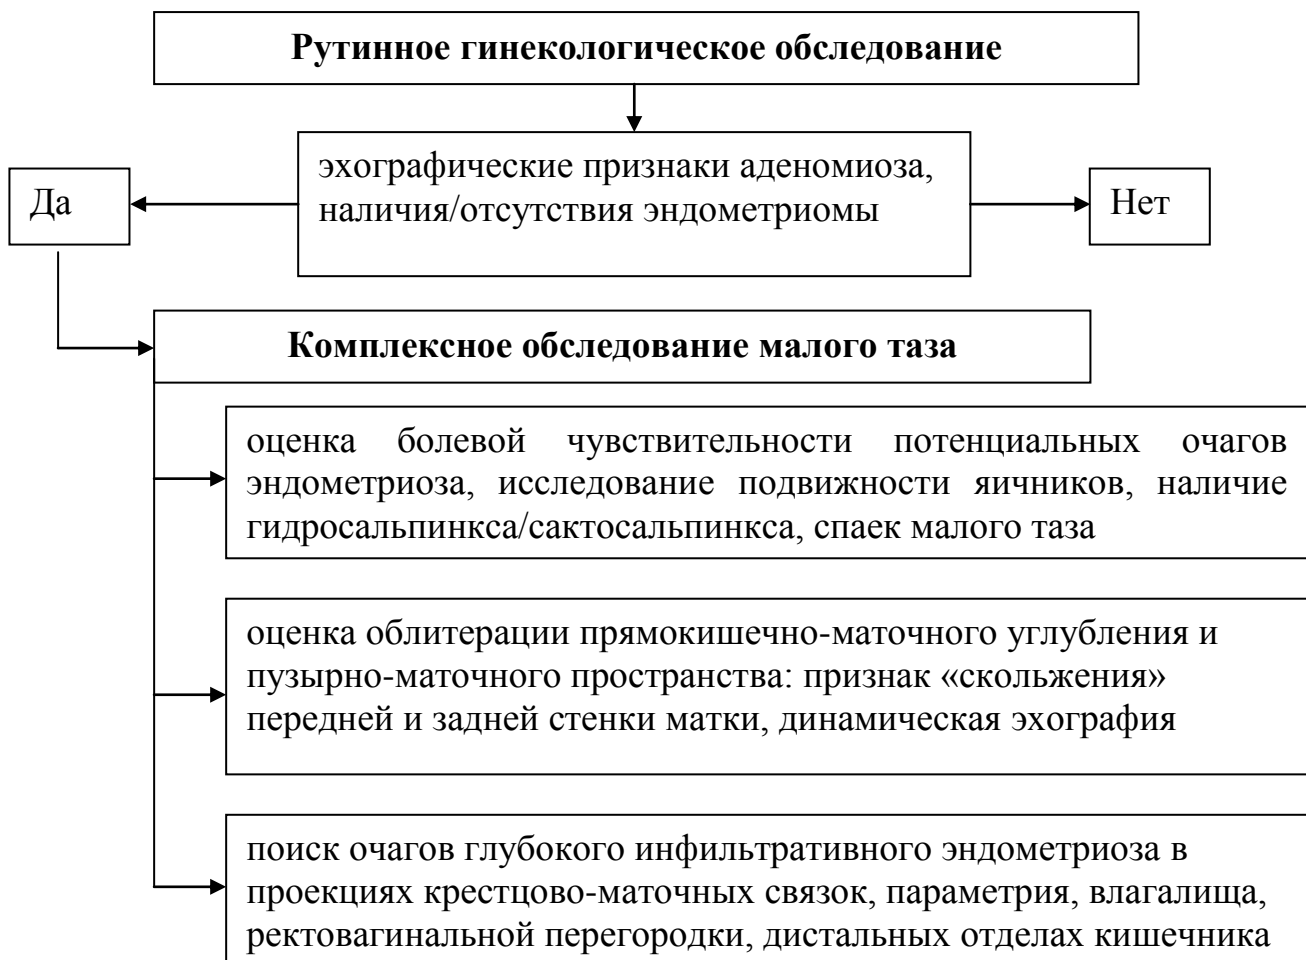 Рутинное гинекологическое обследование
эхографические признаки аденомиоза,
наличия/отсутствия эндометриомы
Да
Нет
Комплексное обследование малого таза
оценка болевой чувствительности потенциальных очагов
эндометриоза, исследование подвижности яичников, наличие
гидросальпинкса/сактосальпинкса, спаек малого таза
оценка облитерации прямокишечно-маточного углубления и
пузырно-маточного пространства: признак «скольжения»
передней и задней стенки матки, динамическая эхография
поиск очагов глубокого инфильтративного эндометриоза в
проекциях крестцово-маточных связок, параметрия, влагалища,
ректовагинальной перегородки, дистальных отделах кишечника